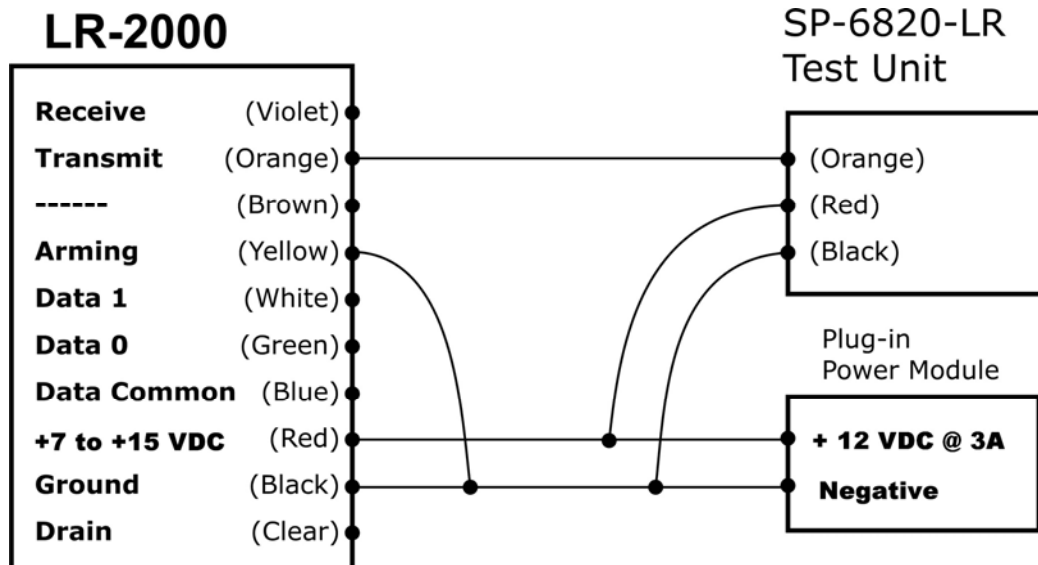 LR-2000
SP-6820-LR
Test Unit
Receive (Violet)
Transmit (Orange)
------ (Brown)
Arming (Yellow)
Data 1 (White)
Data 0 (Green)
Data Common (Blue)
+7 to +15 VDC (Red)
Ground (Black)
Drain (Clear)
(Orange)
(Red)
(Black)
Plug-in
Power Module
+ 12 VDC @ 3A
Negative